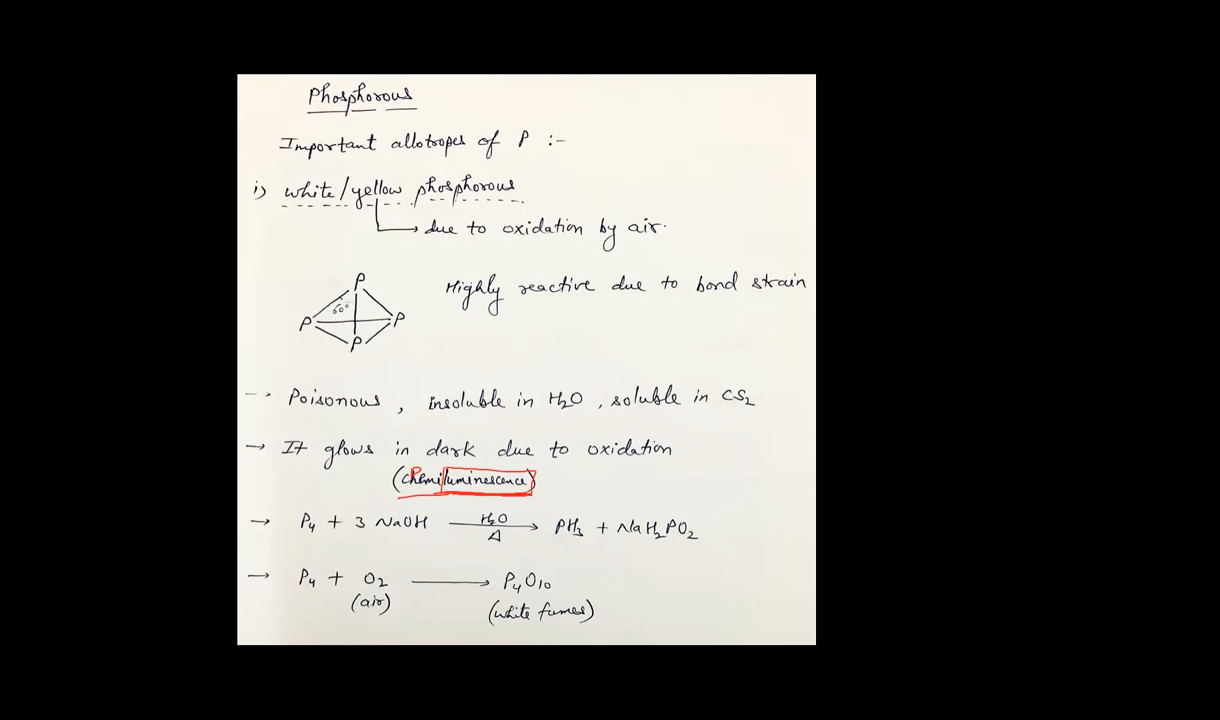 Phosphorous
Important allotropes of P :-
i) white/yellow phosphorous
→ due to oxidation by air.
P
60°
P P
P
Highly reactive due to bond strain
→ Poisonous, insoluble in H₂O, soluble in CS₂
→ It glows in dark due to oxidation
(chemiluminescence)
→ P₄ + 3 NaOH —H₂O/Δ→ PH₃ + NaH₂PO₂
→ P₄ + O₂ → P₄O₁₀
(air) (white fumes)